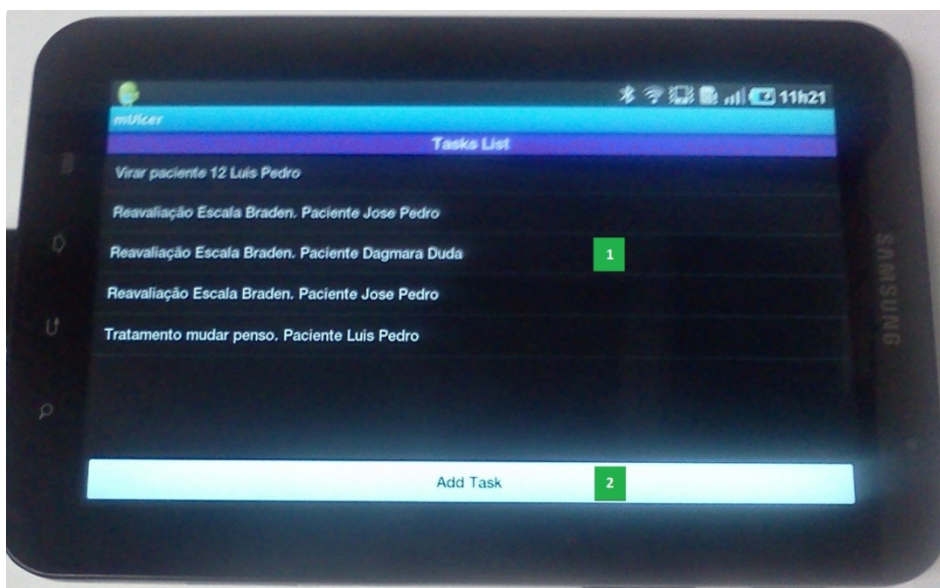 11h21
mUlcer
Tasks List
Virar paciente 12 Luis Pedro
Reavaliação Escala Braden. Paciente Jose Pedro
Reavaliação Escala Braden. Paciente Dagmara Duda
1
Reavaliação Escala Braden. Paciente Jose Pedro
Tratamento mudar penso. Paciente Luis Pedro
Add Task
2
SAMSUNG